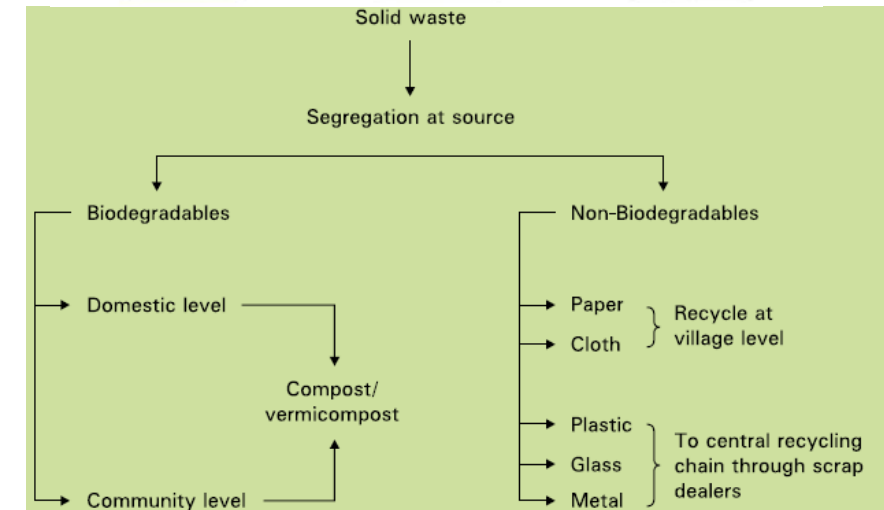 Solid waste
Segregation at source
Biodegradables
Domestic level
Compost/
vermicompost
Community level
Non-Biodegradables
Paper
Cloth
Recycle at
village level
Plastic
Glass
Metal
To central recycling
chain through scrap
dealers